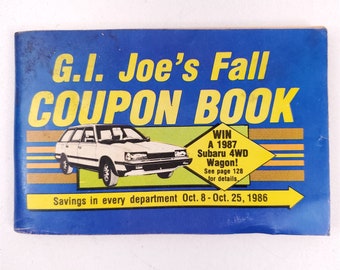 G.I. Joe's Fall
COUPON BOOK
WIN
A 1987
Subaru 4WD
Wagon!
See page 128
for details.
Savings in every department Oct. 8 - Oct. 25, 1986